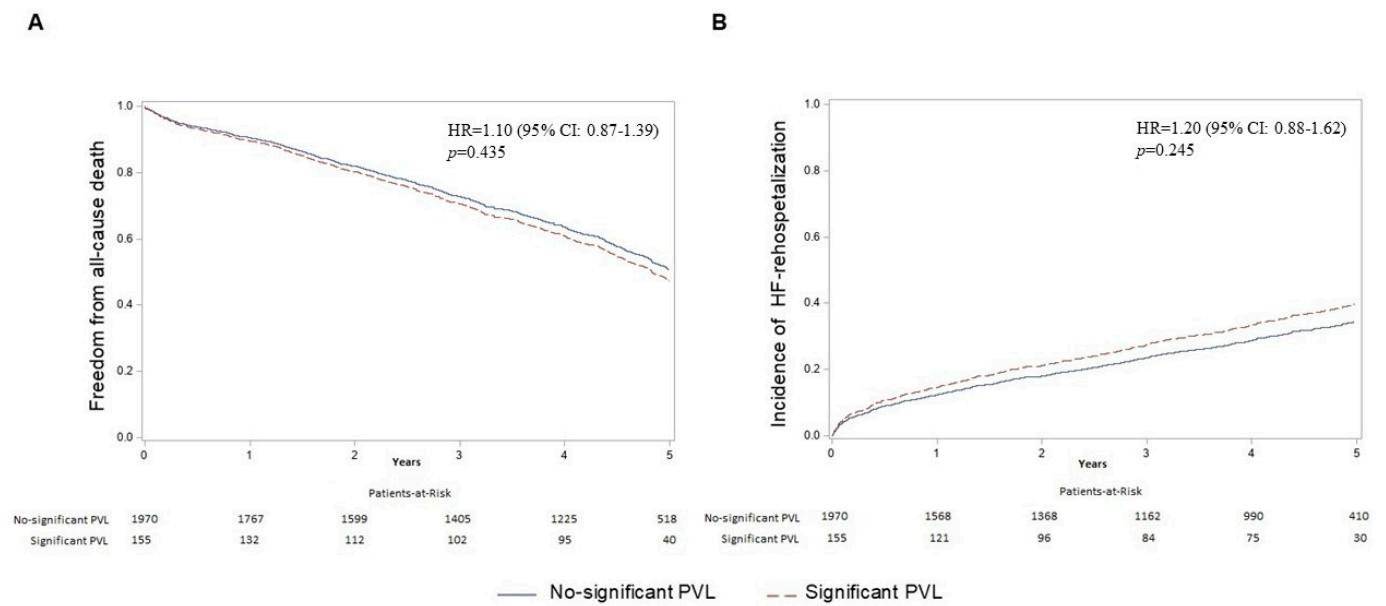 A
B
Freedom from all-cause death
1.0
0.8
0.6
0.4
0.2
0.0
HR=1.10 (95% CI: 0.87-1.39)
p=0.435
0 1 2 3 4 5
Years
Patients-at-Risk
No-significant PVL 1970 1767 1599 1405 1225 518
Significant PVL 155 132 112 102 95 40
Incidence of HF-rehospetalization
1.0
0.8
0.6
0.4
0.2
0.0
HR=1.20 (95% CI: 0.88-1.62)
p=0.245
0 1 2 3 4 5
Years
Patients-at-Risk
No-significant PVL 1970 1568 1368 1162 990 410
Significant PVL 155 121 96 84 75 30
No-significant PVL Significant PVL